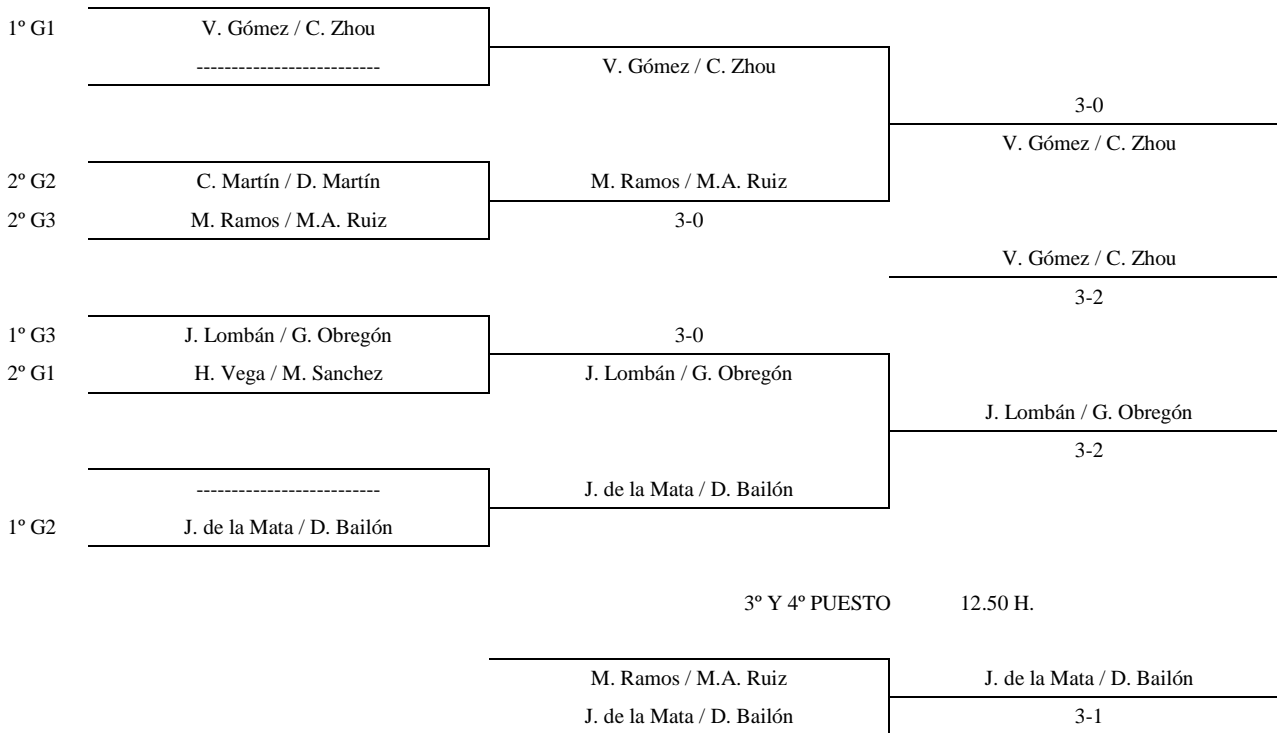 1º G1 V. Gómez / C. Zhou
-------------------------- V. Gómez / C. Zhou
3-0
V. Gómez / C. Zhou
2º G2 C. Martín / D. Martín M. Ramos / M.A. Ruiz
2º G3 M. Ramos / M.A. Ruiz 3-0
V. Gómez / C. Zhou
3-2
1º G3 J. Lombán / G. Obregón 3-0
2º G1 H. Vega / M. Sanchez J. Lombán / G. Obregón
J. Lombán / G. Obregón
3-2
-------------------------- J. de la Mata / D. Bailón
1º G2 J. de la Mata / D. Bailón
3º Y 4º PUESTO 12.50 H.
M. Ramos / M.A. Ruiz J. de la Mata / D. Bailón
J. de la Mata / D. Bailón 3-1